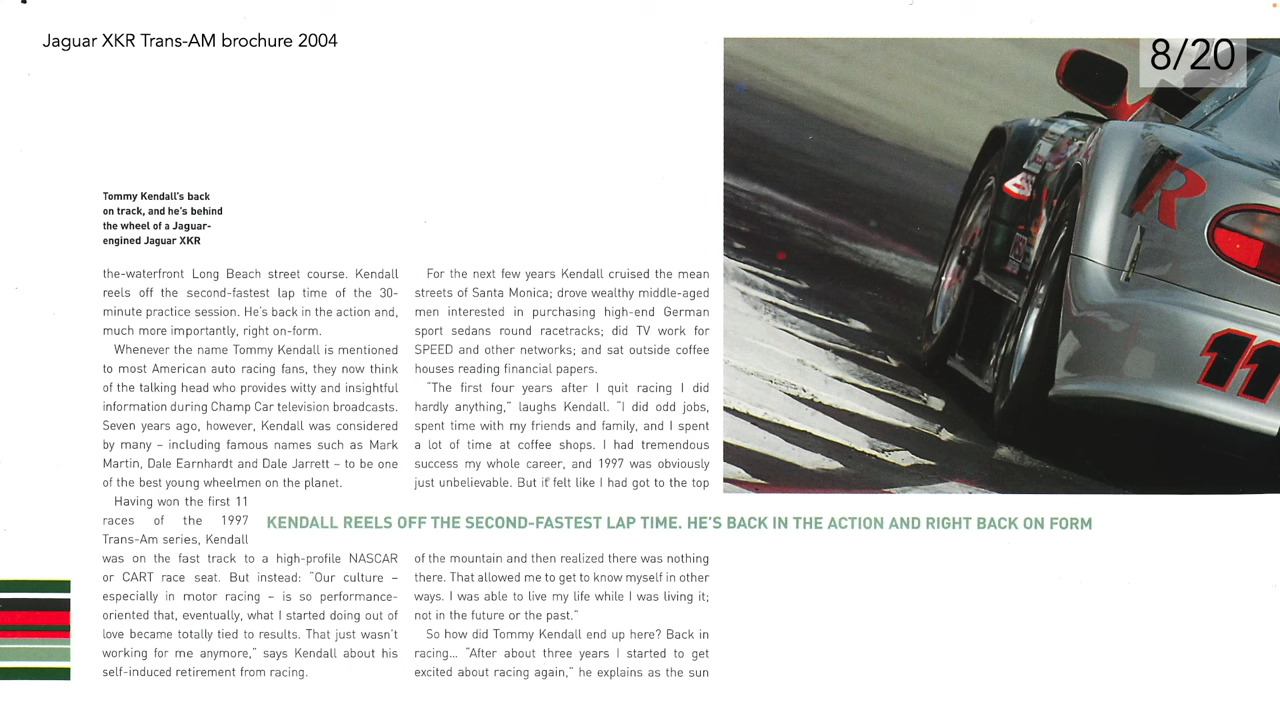 Jaguar XKR Trans-AM brochure 2004
8/20
Tommy Kendall's back
on track, and he's behind
the wheel of a Jaguar-
engined Jaguar XKR
the-waterfront Long Beach street course. Kendall
reels off the second-fastest lap time of the 30-
minute practice session. He's back in the action and,
much more importantly, right on-form.
Whenever the name Tommy Kendall is mentioned
to most American auto racing fans, they now think
of the talking head who provides witty and insightful
information during Champ Car television broadcasts.
Seven years ago, however, Kendall was considered
by many – including famous names such as Mark
Martin, Dale Earnhardt and Dale Jarrett – to be one
of the best young wheelmen on the planet.
Having won the first 11
races of the 1997
Trans-Am series, Kendall
was on the fast track to a high-profile NASCAR
or CART race seat. But instead: "Our culture –
especially in motor racing – is so performance-
oriented that, eventually, what I started doing out of
love became totally tied to results. That just wasn't
working for me anymore," says Kendall about his
self-induced retirement from racing.
For the next few years Kendall cruised the mean
streets of Santa Monica; drove wealthy middle-aged
men interested in purchasing high-end German
sport sedans round racetracks; did TV work for
SPEED and other networks; and sat outside coffee
houses reading financial papers.
"The first four years after I quit racing I did
hardly anything," laughs Kendall. "I did odd jobs,
spent time with my friends and family, and I spent
a lot of time at coffee shops. I had tremendous
success my whole career, and 1997 was obviously
just unbelievable. But it felt like I had got to the top
KENDALL REELS OFF THE SECOND-FASTEST LAP TIME. HE'S BACK IN THE ACTION AND RIGHT BACK ON FORM
of the mountain and then realized there was nothing
there. That allowed me to get to know myself in other
ways. I was able to live my life while I was living it;
not in the future or the past."
So how did Tommy Kendall end up here? Back in
racing... "After about three years I started to get
excited about racing again," he explains as the sun
R
11